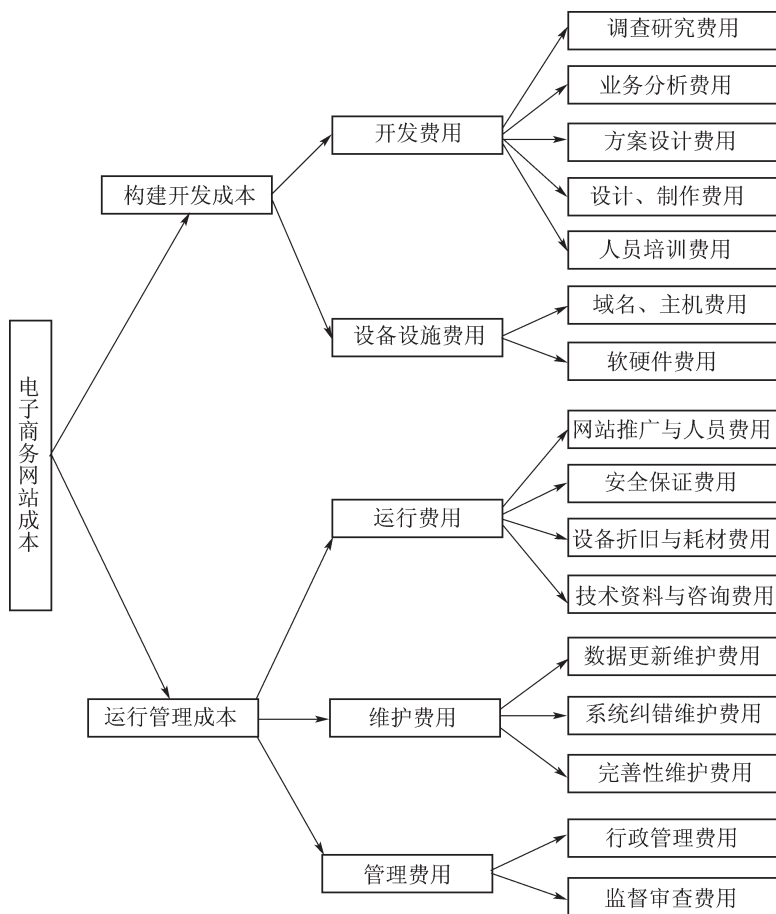 电子商务网站成本
构建开发成本
开发费用
调查研究费用
业务分析费用
方案设计费用
设计、制作费用
人员培训费用
设备设施费用
域名、主机费用
软硬件费用
运行管理成本
运行费用
网站推广与人员费用
安全保证费用
设备折旧与耗材费用
技术资料与咨询费用
维护费用
数据更新维护费用
系统纠错维护费用
完善性维护费用
管理费用
行政管理费用
监督审查费用